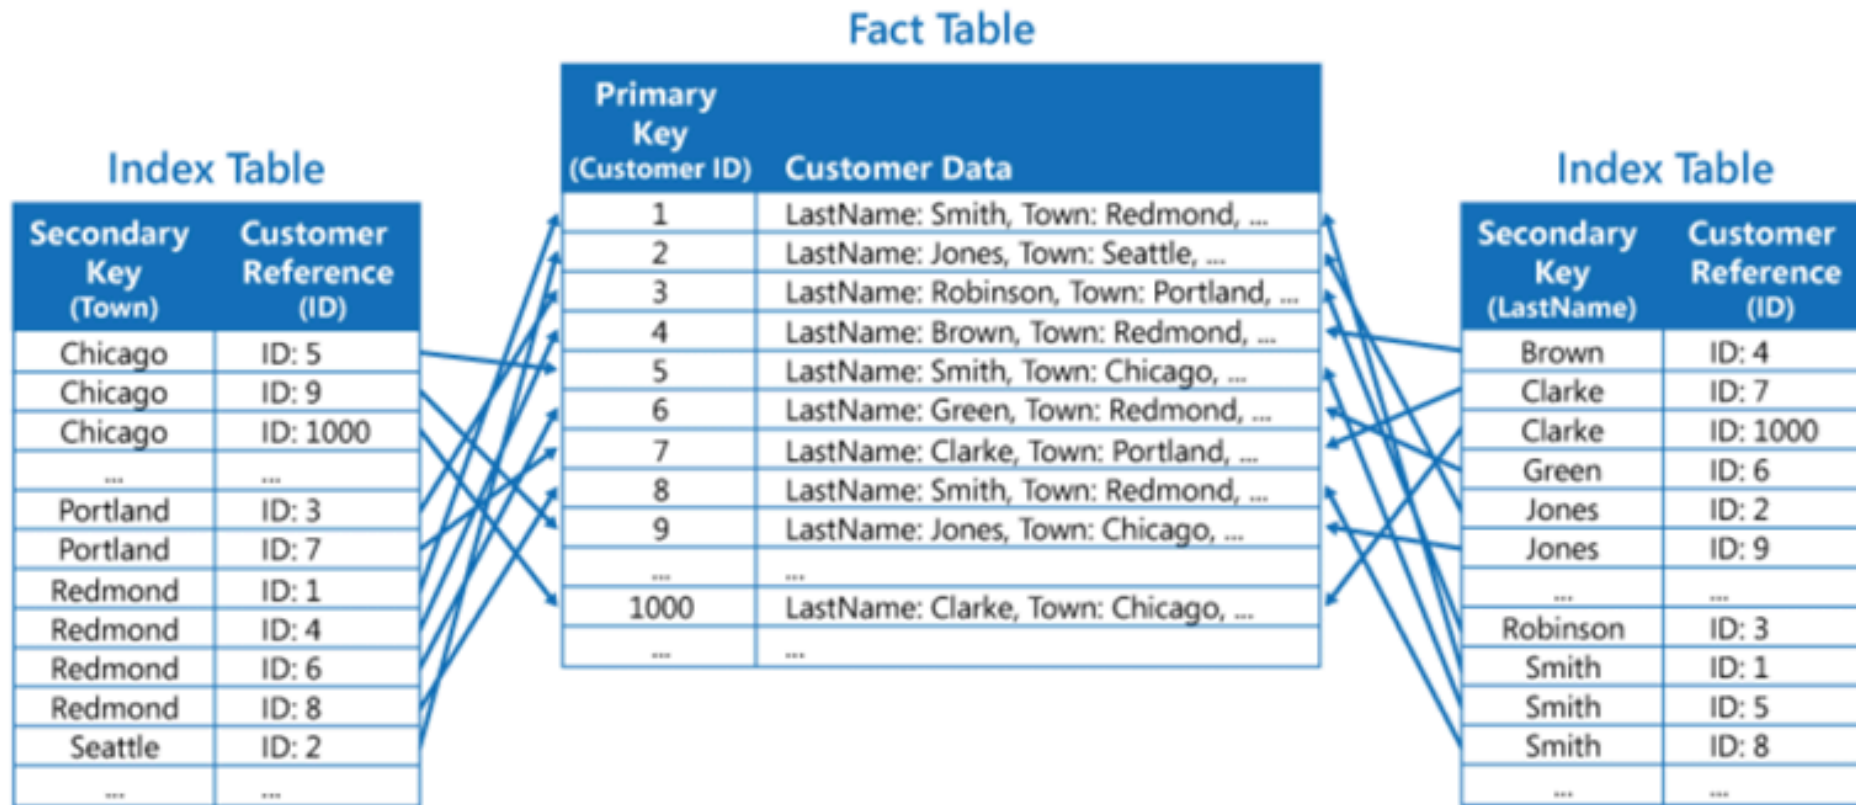 Fact Table
Index Table
Secondary Key (Town) Customer Reference (ID)
Chicago ID: 5
Chicago ID: 9
Chicago ID: 1000
... ...
Portland ID: 3
Portland ID: 7
Redmond ID: 1
Redmond ID: 4
Redmond ID: 6
Redmond ID: 8
Seattle ID: 2
... ...
Primary Key (Customer ID) Customer Data
1 LastName: Smith, Town: Redmond, ...
2 LastName: Jones, Town: Seattle, ...
3 LastName: Robinson, Town: Portland, ...
4 LastName: Brown, Town: Redmond, ...
5 LastName: Smith, Town: Chicago, ...
6 LastName: Green, Town: Redmond, ...
7 LastName: Clarke, Town: Portland, ...
8 LastName: Smith, Town: Redmond, ...
9 LastName: Jones, Town: Chicago, ...
... ...
1000 LastName: Clarke, Town: Chicago, ...
... ...
Index Table
Secondary Key (LastName) Customer Reference (ID)
Brown ID: 4
Clarke ID: 7
Clarke ID: 1000
Green ID: 6
Jones ID: 2
Jones ID: 9
... ...
Robinson ID: 3
Smith ID: 1
Smith ID: 5
Smith ID: 8
... ...